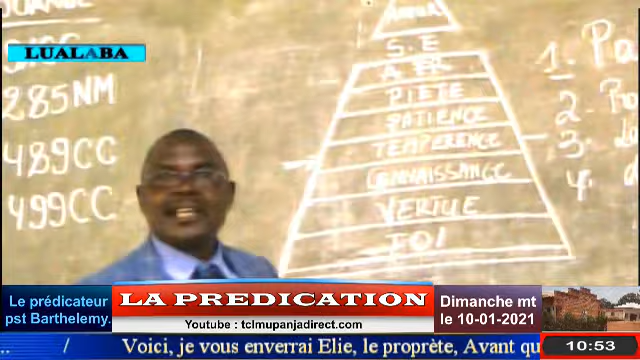 LUALABA
285NM
489CC
499CC
S.E
PIETE
PATIENCE
TEMPERENCE
CONNAISSANCE
VERTUE
FOI
1.
2.
3.
4.
Le prédicateur
pst Barthelemy.
LA PREDICATION
Youtube : tclmupanjadirect.com
Dimanche mt
le 10-01-2021
/ Voici, je vous enverrai Elie, le proprète, Avant qu
10:53